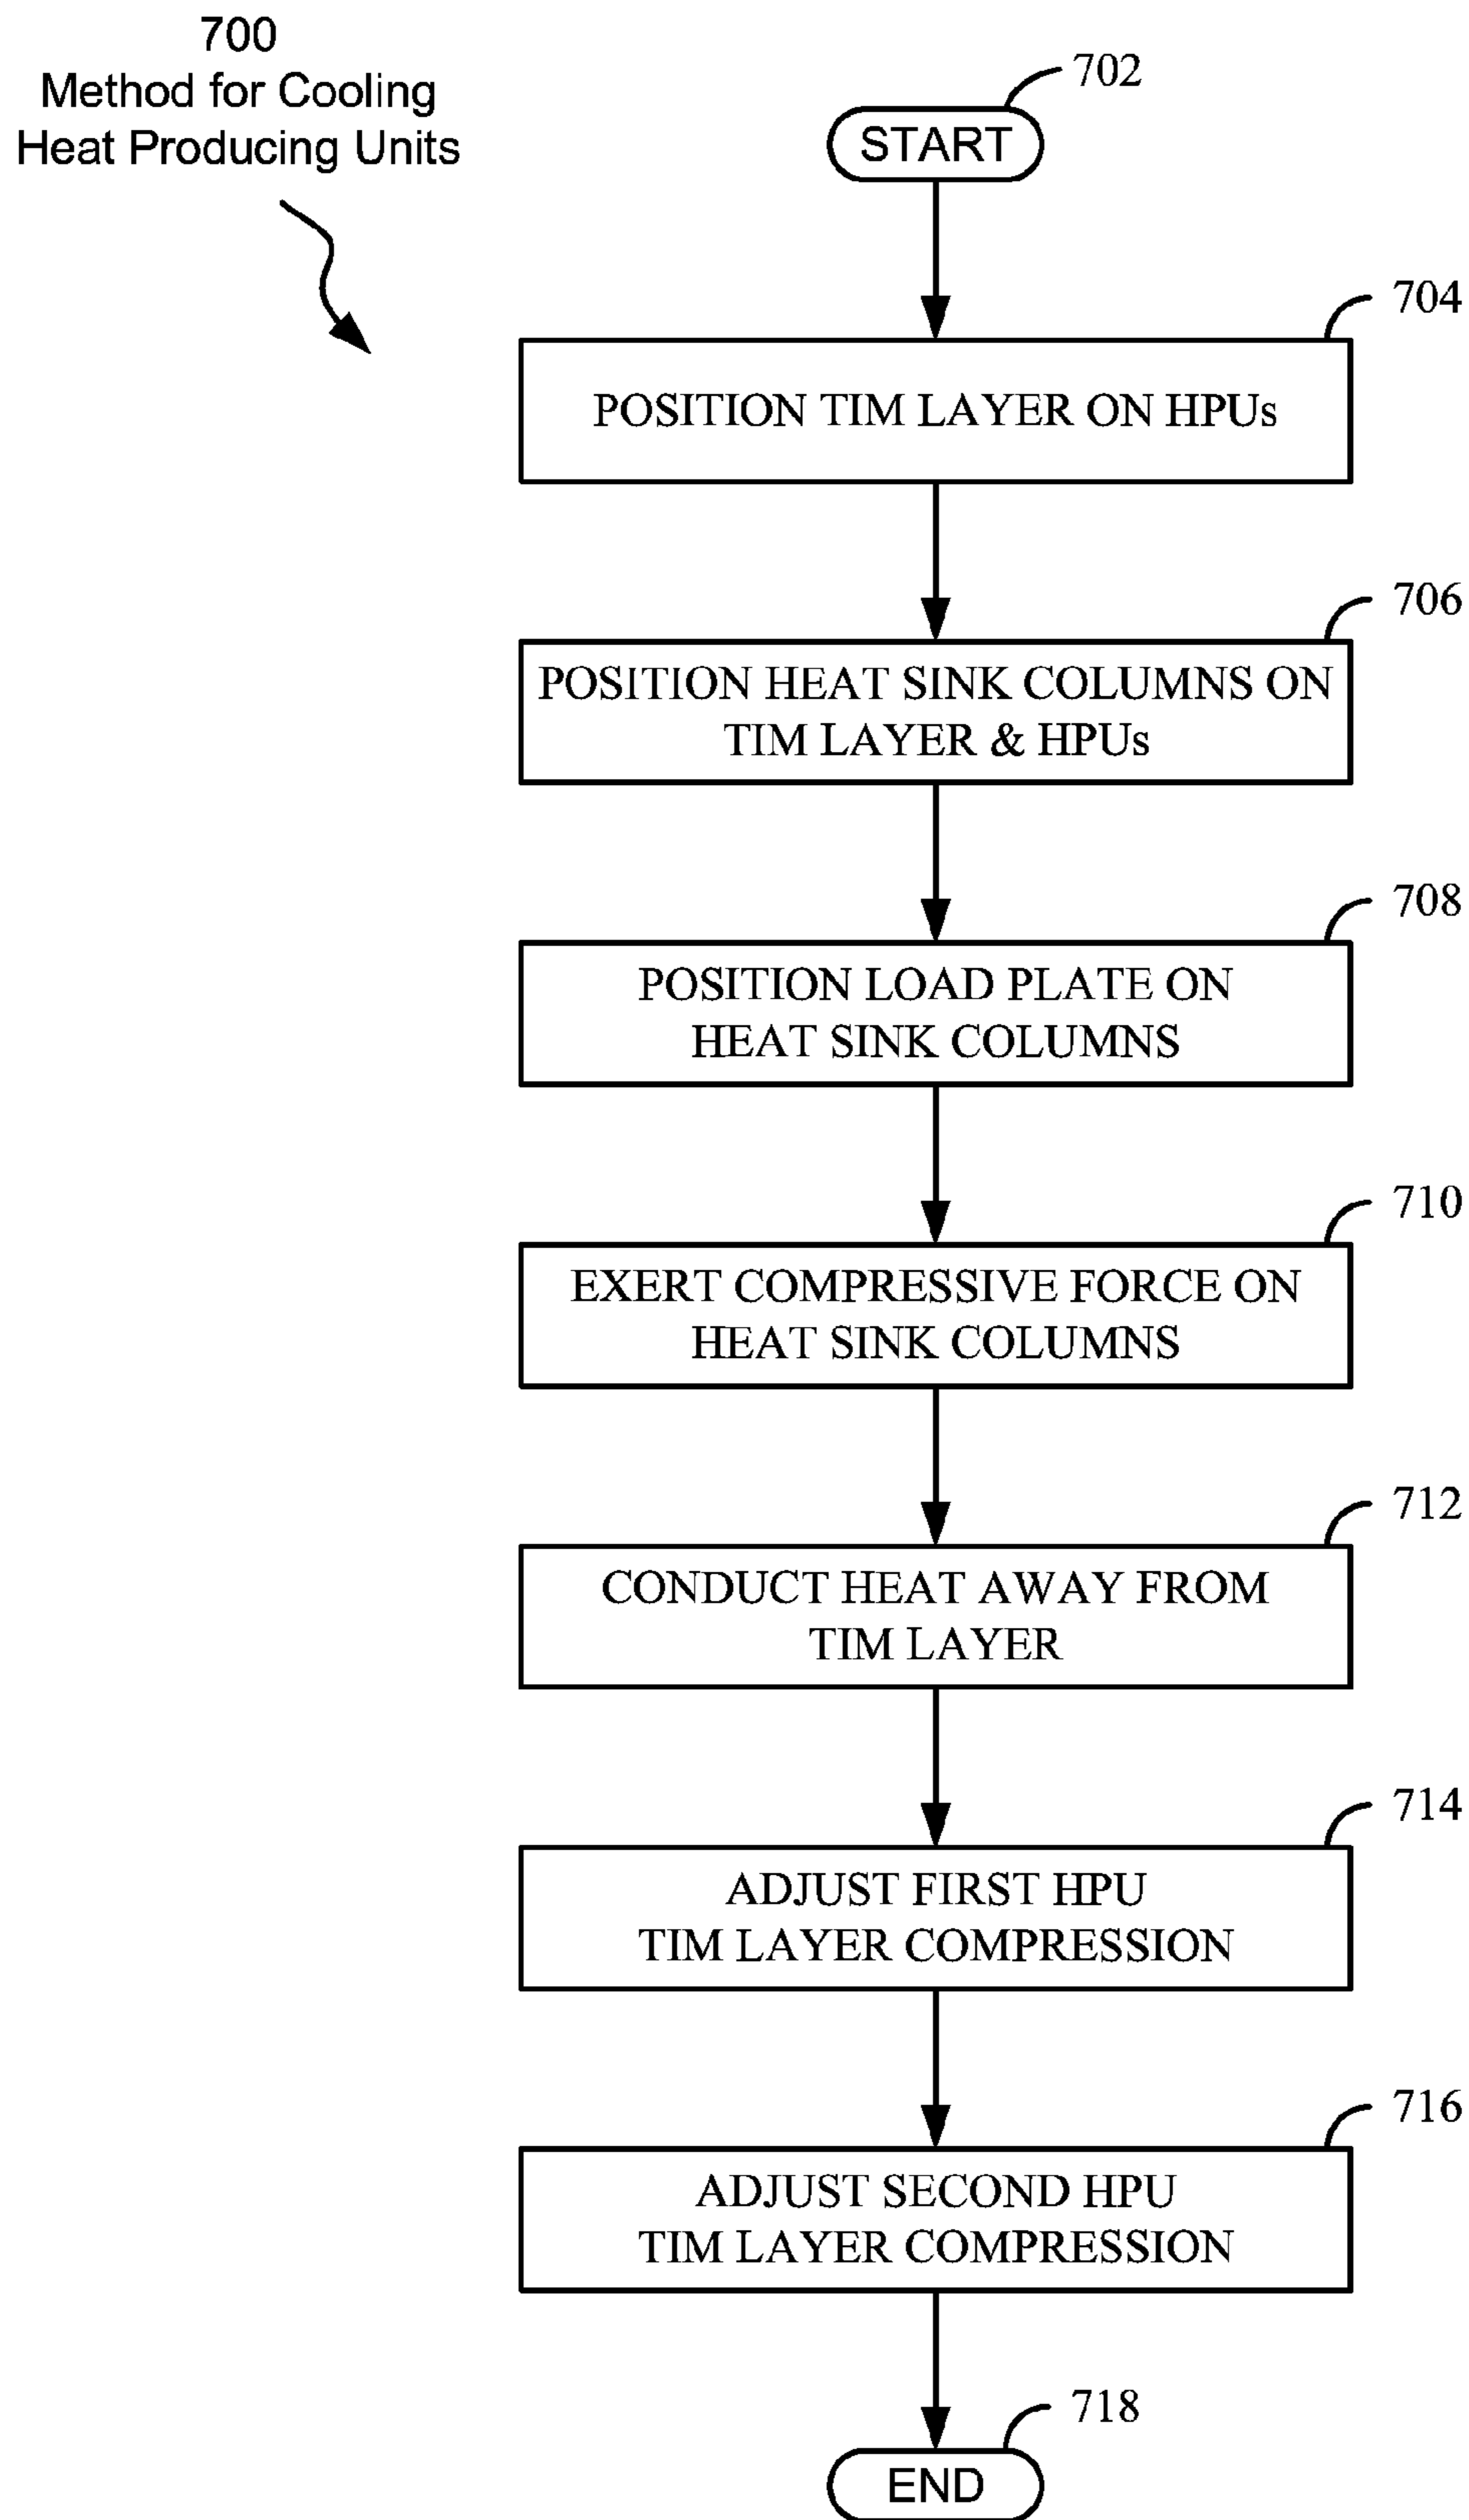 700
Method for Cooling
Heat Producing Units
702
START
704
POSITION TIM LAYER ON HPUs
706
POSITION HEAT SINK COLUMNS ON
TIM LAYER & HPUs
708
POSITION LOAD PLATE ON
HEAT SINK COLUMNS
710
EXERT COMPRESSIVE FORCE ON
HEAT SINK COLUMNS
712
CONDUCT HEAT AWAY FROM
TIM LAYER
714
ADJUST FIRST HPU
TIM LAYER COMPRESSION
716
ADJUST SECOND HPU
TIM LAYER COMPRESSION
718
END